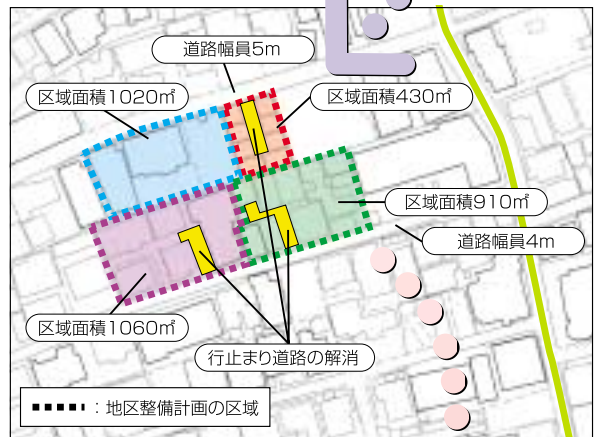 道路幅員5m
区域面積1020㎡
区域面積430㎡
区域面積910㎡
道路幅員4m
区域面積1060㎡
行止まり道路の解消
：地区整備計画の区域